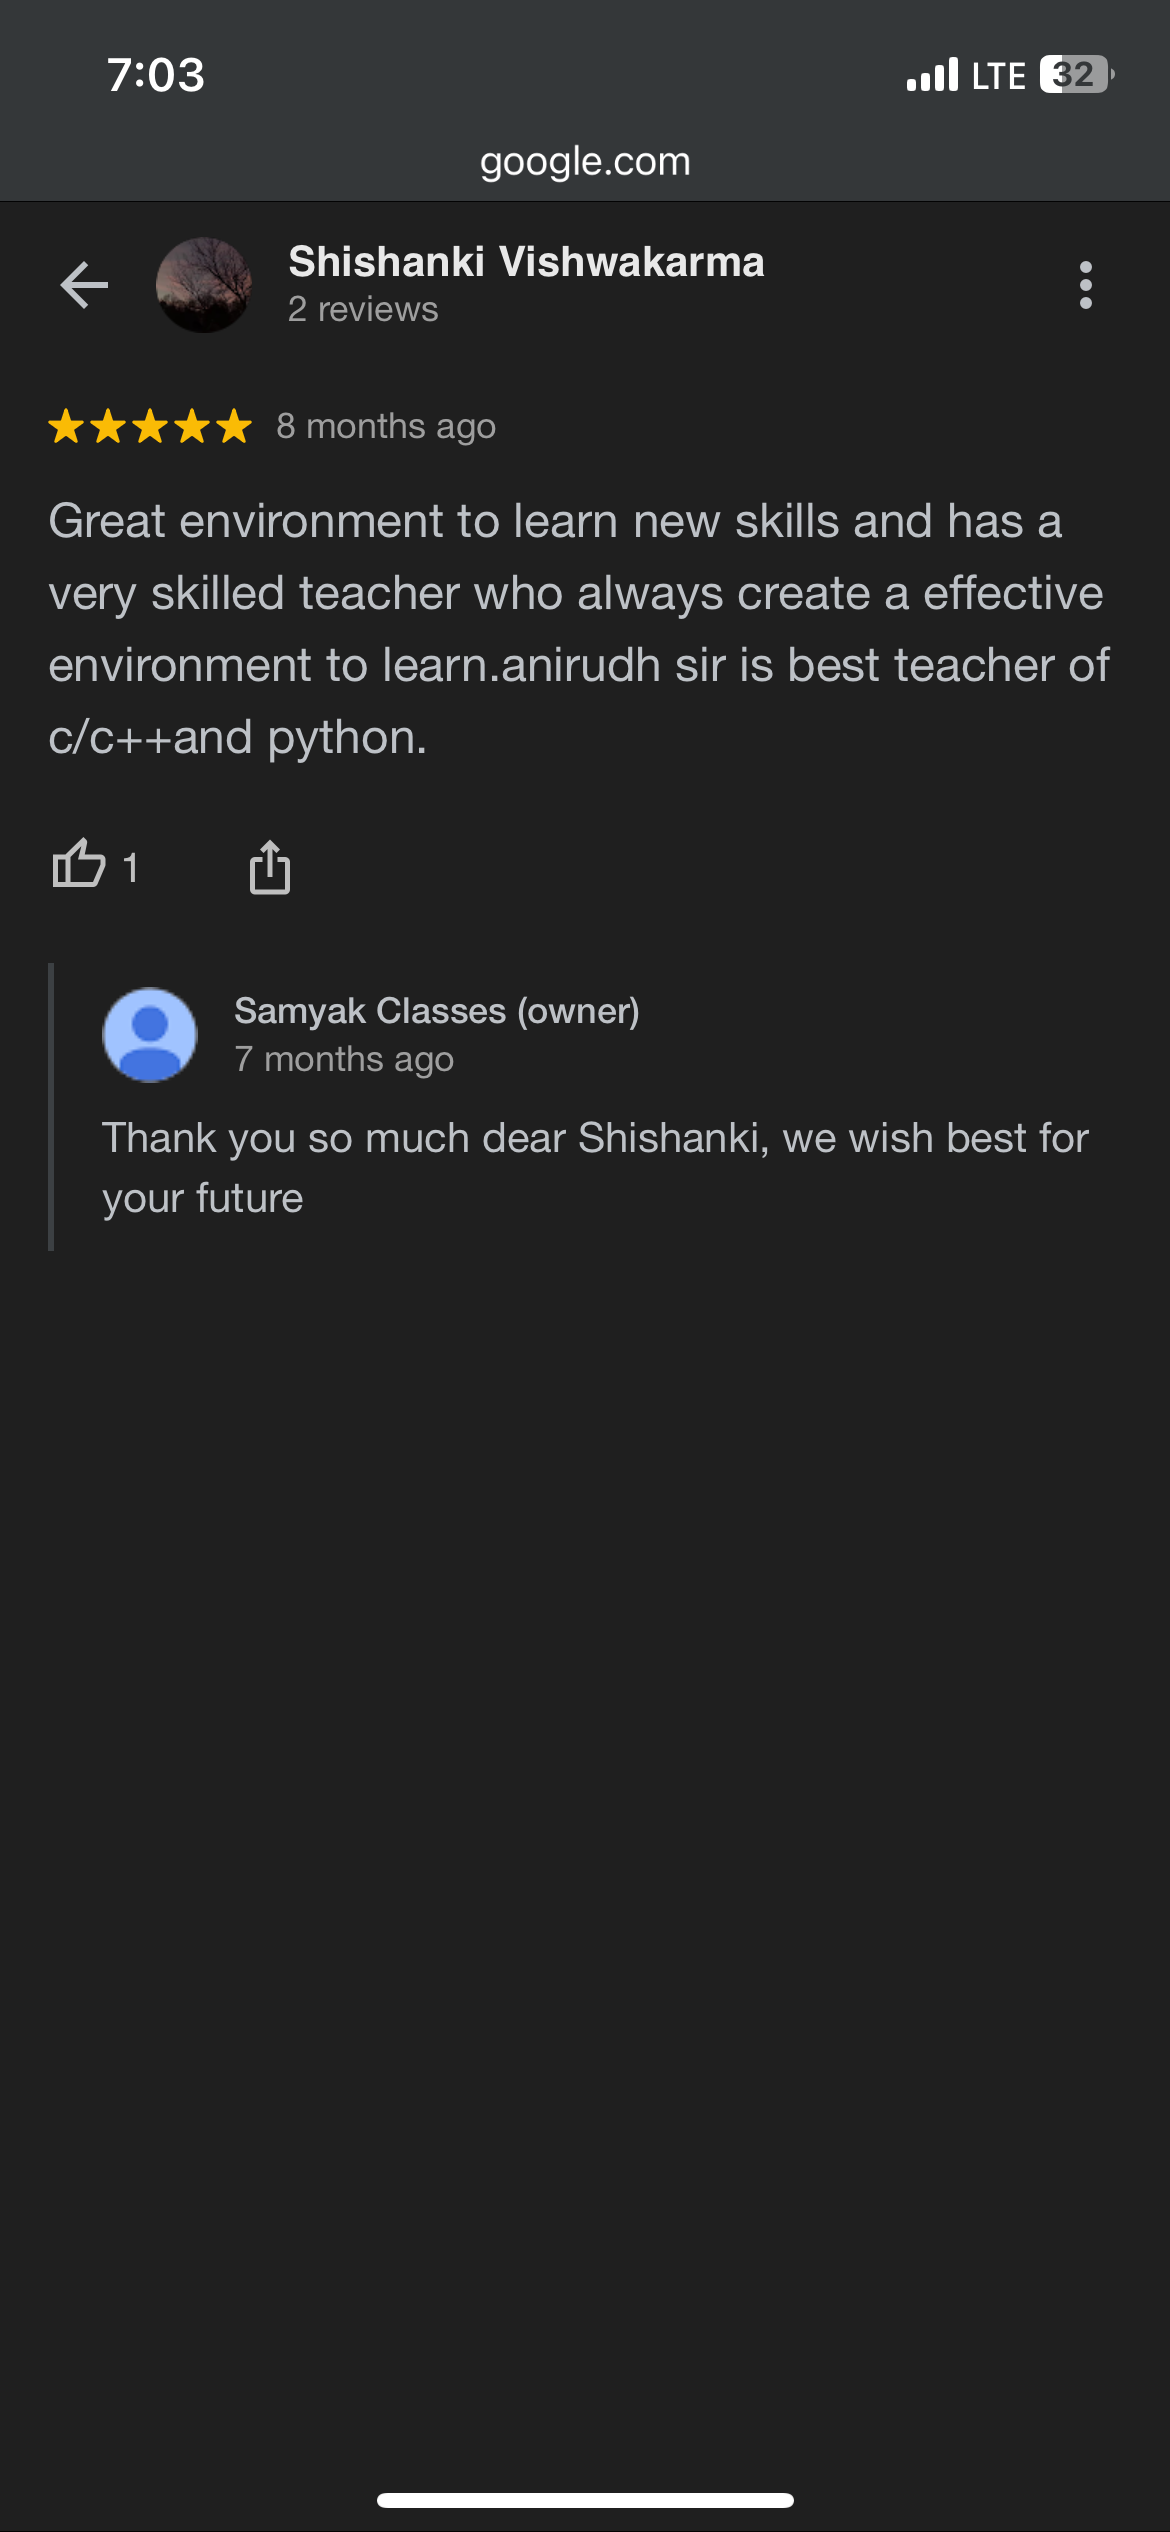 7:03
LTE 32
google.com
Shishanki Vishwakarma
2 reviews
8 months ago
Great environment to learn new skills and has a
very skilled teacher who always create a effective
environment to learn.anirudh sir is best teacher of
c/c++and python.
1
Samyak Classes (owner)
7 months ago
Thank you so much dear Shishanki, we wish best for
your future